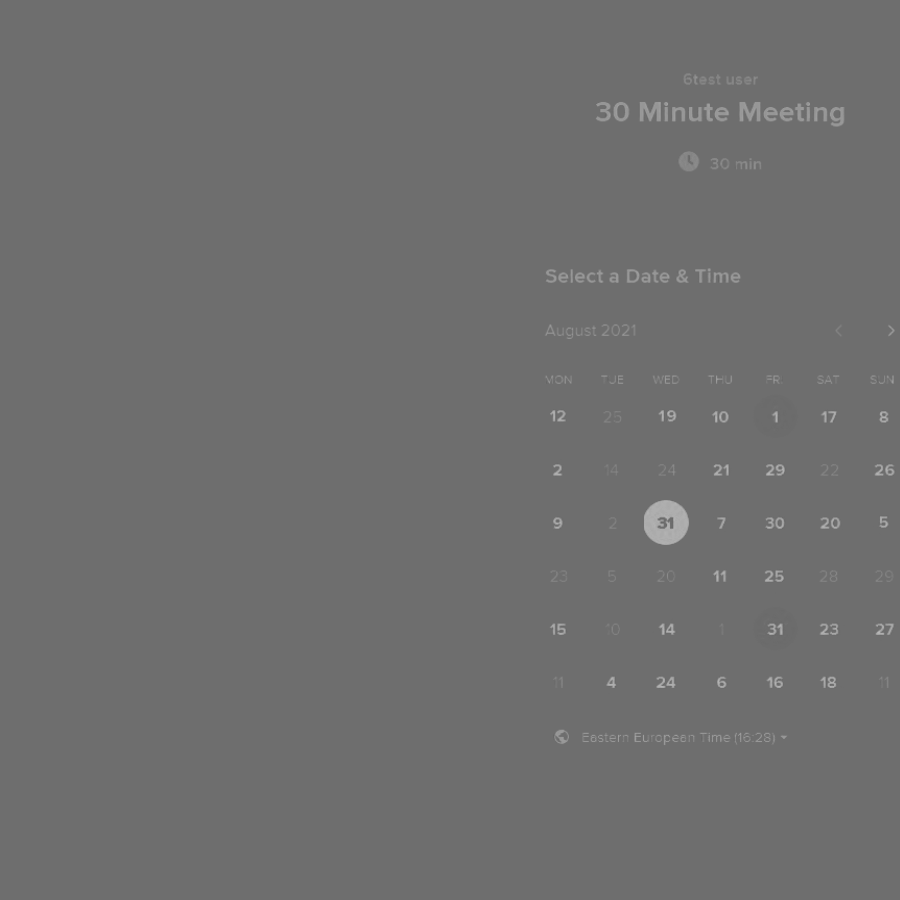 6test user
30 Minute Meeting
30 min
Select a Date & Time
August 2021
MON TUE WED THU FRI SAT SUN
12 25 19 10 1 17 8
2 14 24 21 29 22 26
9 2 31 7 30 20 5
23 5 20 11 25 28 29
15 10 14 1 31 23 27
11 4 24 6 16 18 11
Eastern European Time (16:28)